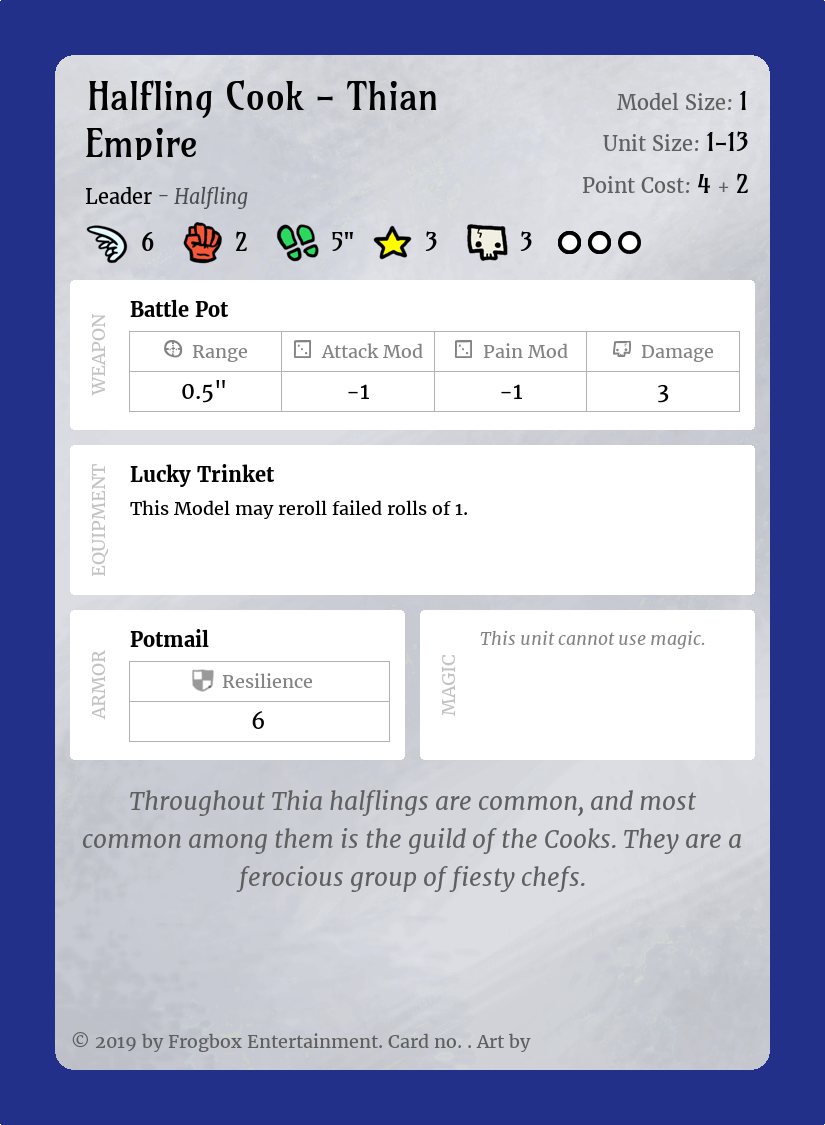 Halfling Cook – Thian
Empire
Model Size: 1
Unit Size: 1–13
Point Cost: 4 + 2
Leader – Halfling
6 2 5" 3 3
WEAPON
Battle Pot
Range Attack Mod Pain Mod Damage
0.5" -1 -1 3
EQUIPMENT
Lucky Trinket
This Model may reroll failed rolls of 1.
ARMOR
Potmail
Resilience
6
MAGIC
This unit cannot use magic.
Throughout Thia halflings are common, and most
common among them is the guild of the Cooks. They are a
ferocious group of fiesty chefs.
© 2019 by Frogbox Entertainment. Card no. . Art by